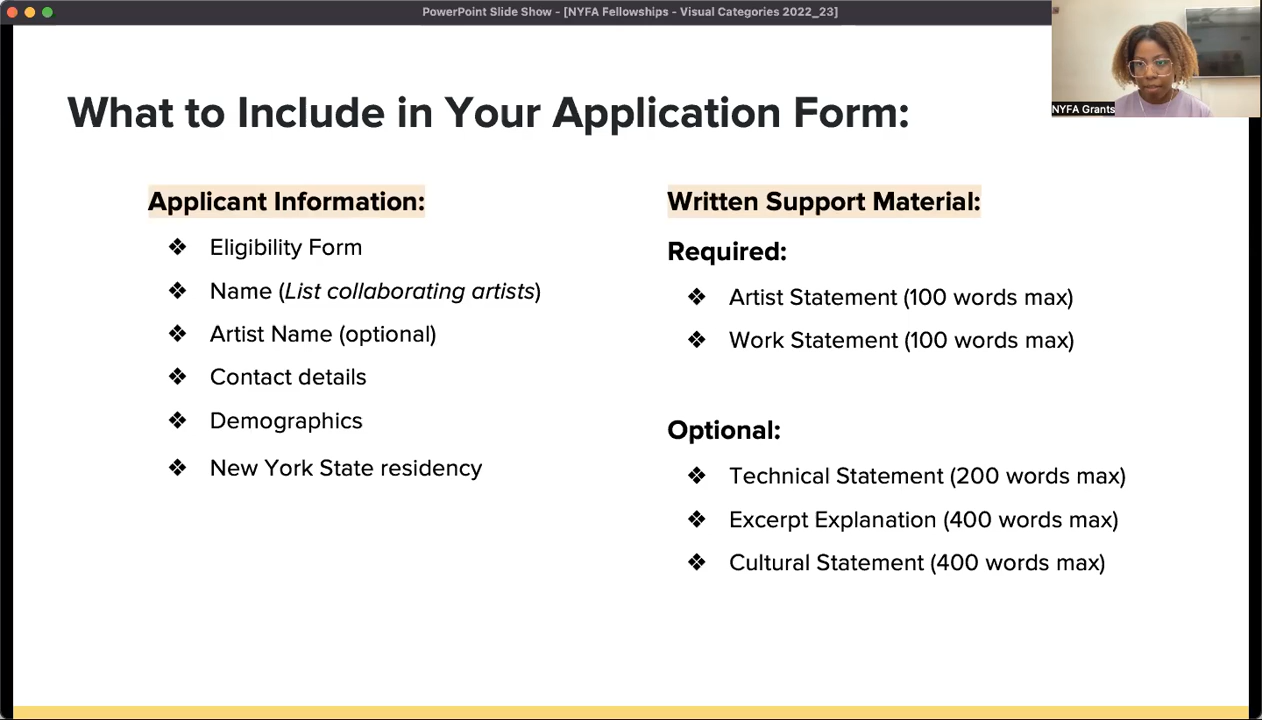 PowerPoint Slide Show - [NYFA Fellowships - Visual Categories 2022_23]
NYFA Grants
What to Include in Your Application Form:
Applicant Information:
❖ Eligibility Form
❖ Name (List collaborating artists)
❖ Artist Name (optional)
❖ Contact details
❖ Demographics
❖ New York State residency
Written Support Material:
Required:
❖ Artist Statement (100 words max)
❖ Work Statement (100 words max)
Optional:
❖ Technical Statement (200 words max)
❖ Excerpt Explanation (400 words max)
❖ Cultural Statement (400 words max)